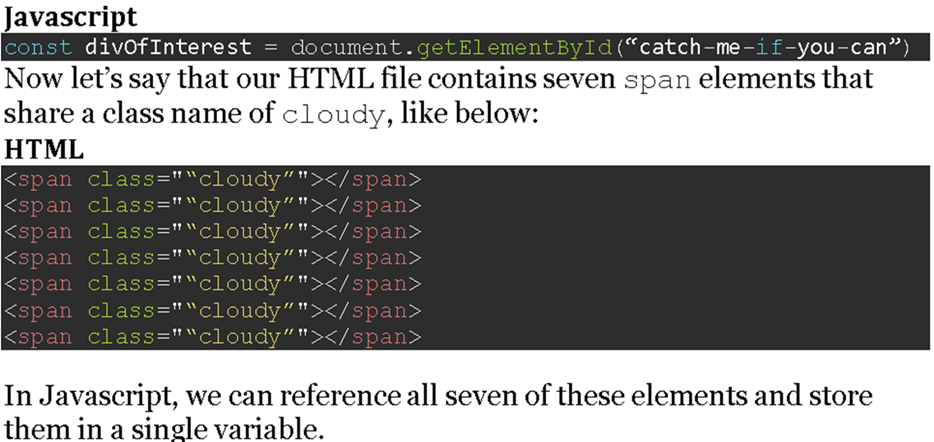 Javascript
const divOfInterest = document.getElementById(“catch-me-if-you-can”)
Now let’s say that our HTML file contains seven span elements that
share a class name of cloudy, like below:
HTML
<span class="“cloudy”"></span>
<span class="“cloudy”"></span>
<span class="“cloudy”"></span>
<span class="“cloudy”"></span>
<span class="“cloudy”"></span>
<span class="“cloudy”"></span>
<span class="“cloudy”"></span>
In Javascript, we can reference all seven of these elements and store
them in a single variable.